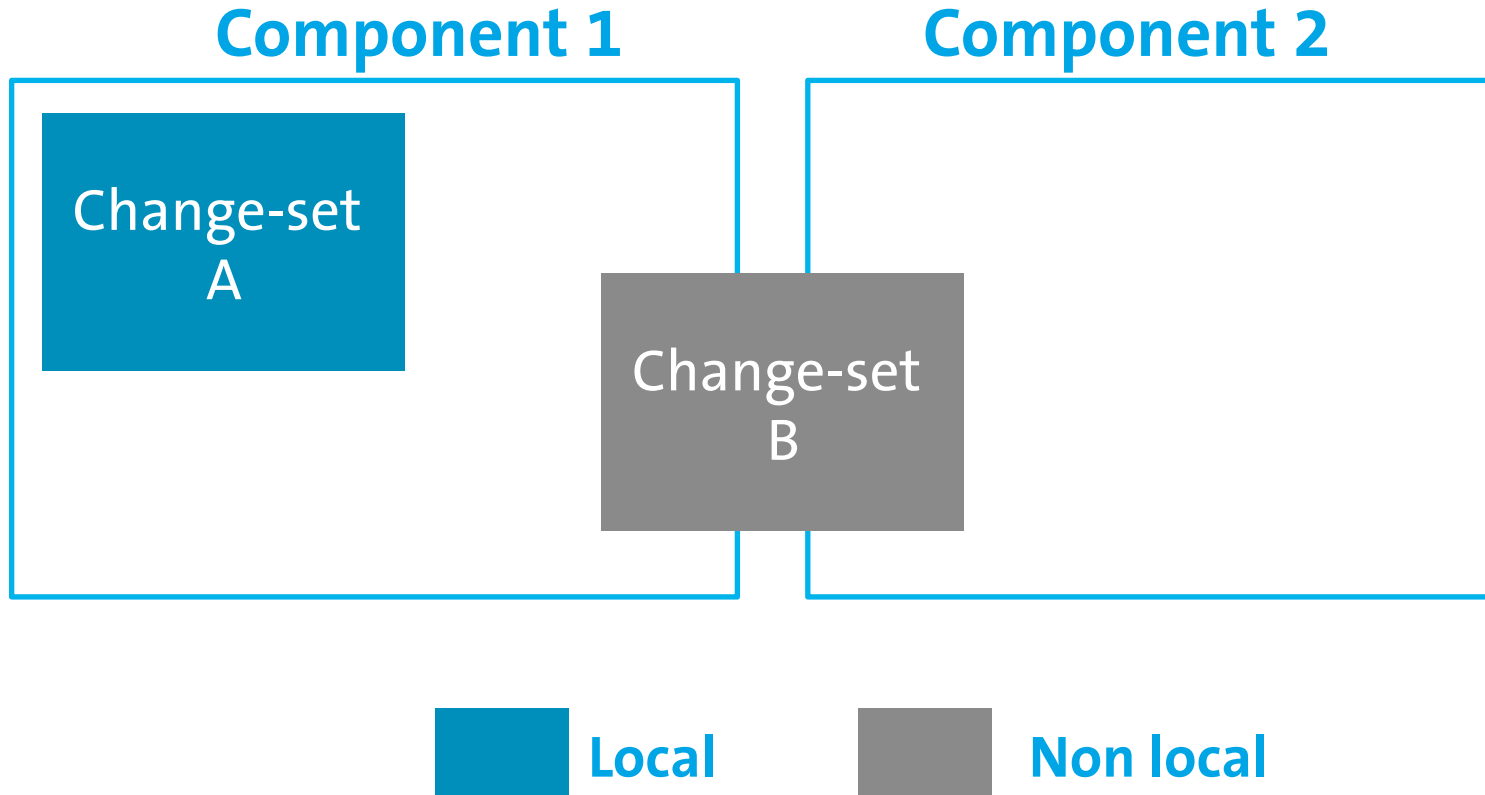 Component 1
Component 2
Change-set
A
Change-set
B
Local
Non local